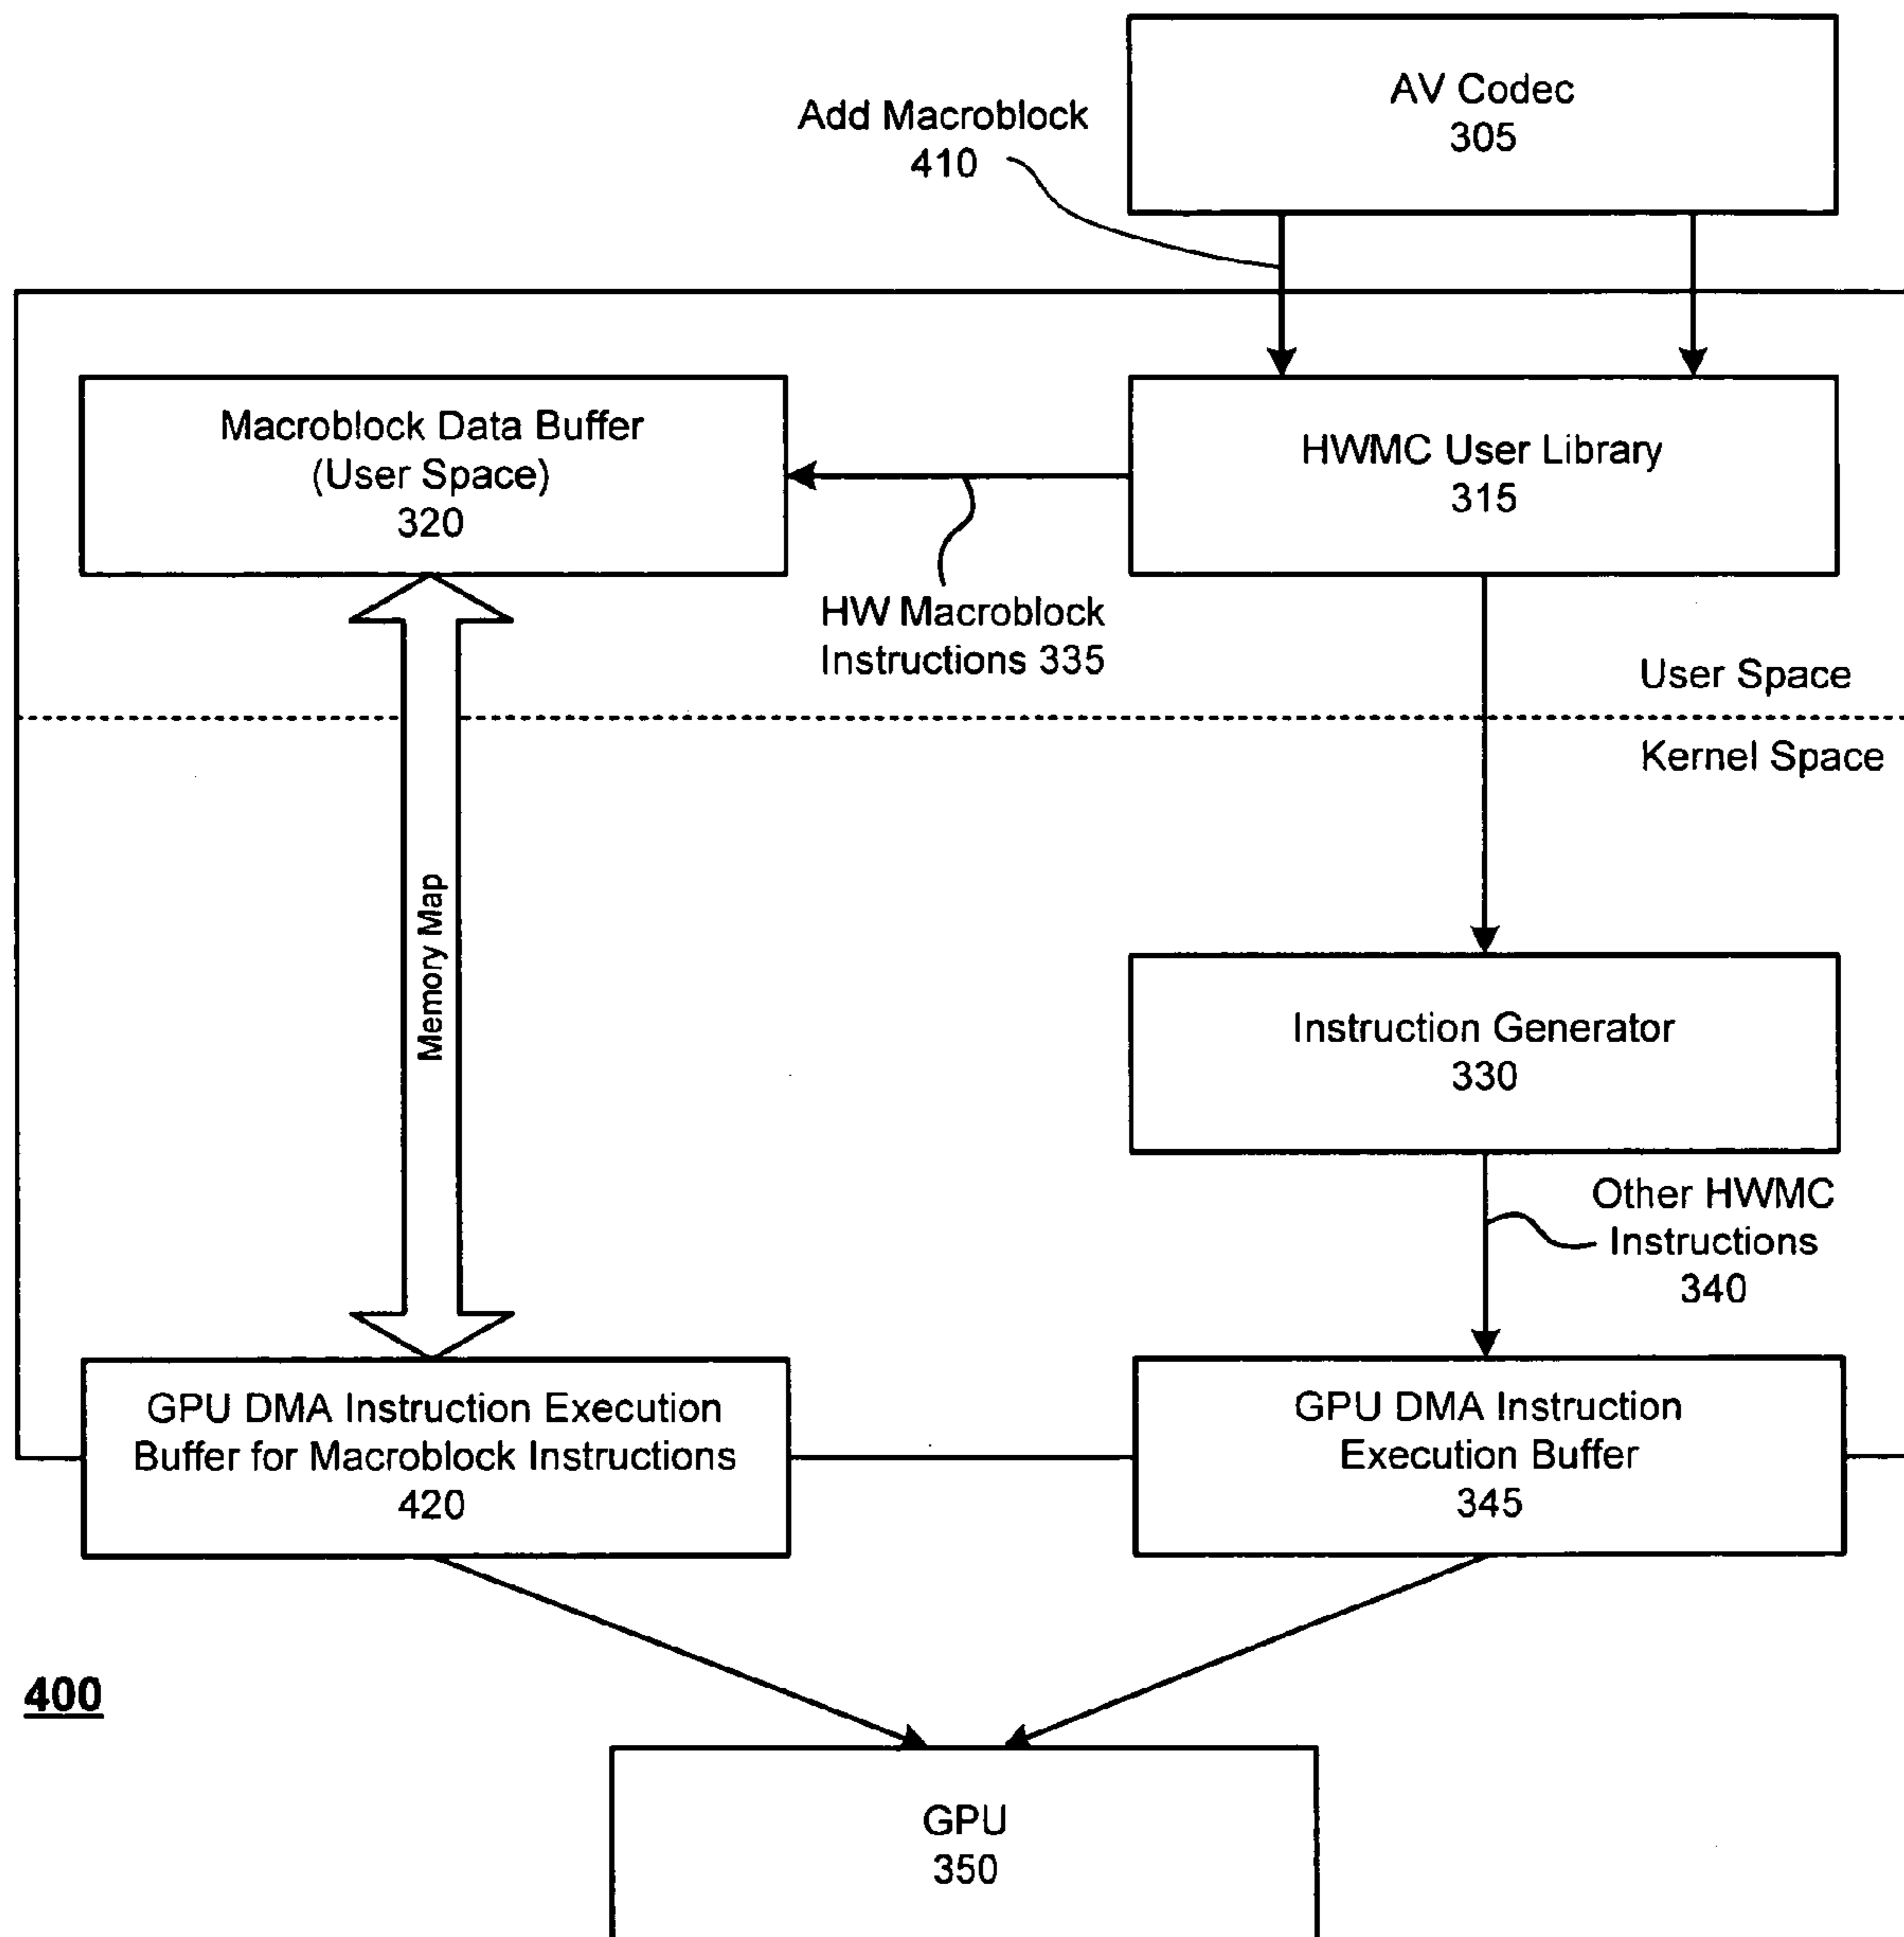 AV Codec
305
Add Macroblock
410
Macroblock Data Buffer
(User Space)
320
HWMC User Library
315
HW Macroblock
Instructions 335
User Space
Kernel Space
Memory Map
Instruction Generator
330
Other HWMC
Instructions
340
GPU DMA Instruction Execution
Buffer for Macroblock Instructions
420
GPU DMA Instruction
Execution Buffer
345
400
GPU
350